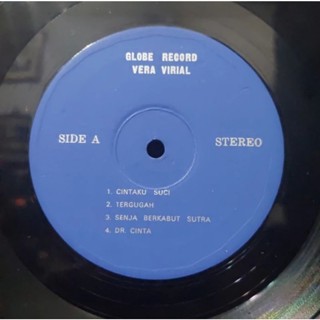 GLOBE RECORD
VERA VIRIAL
SIDE A
STEREO
1. CINTAKU SUCI
2. TERGUGAH
3. SENJA BERKABUT SUTRA
4. DR. CINTA